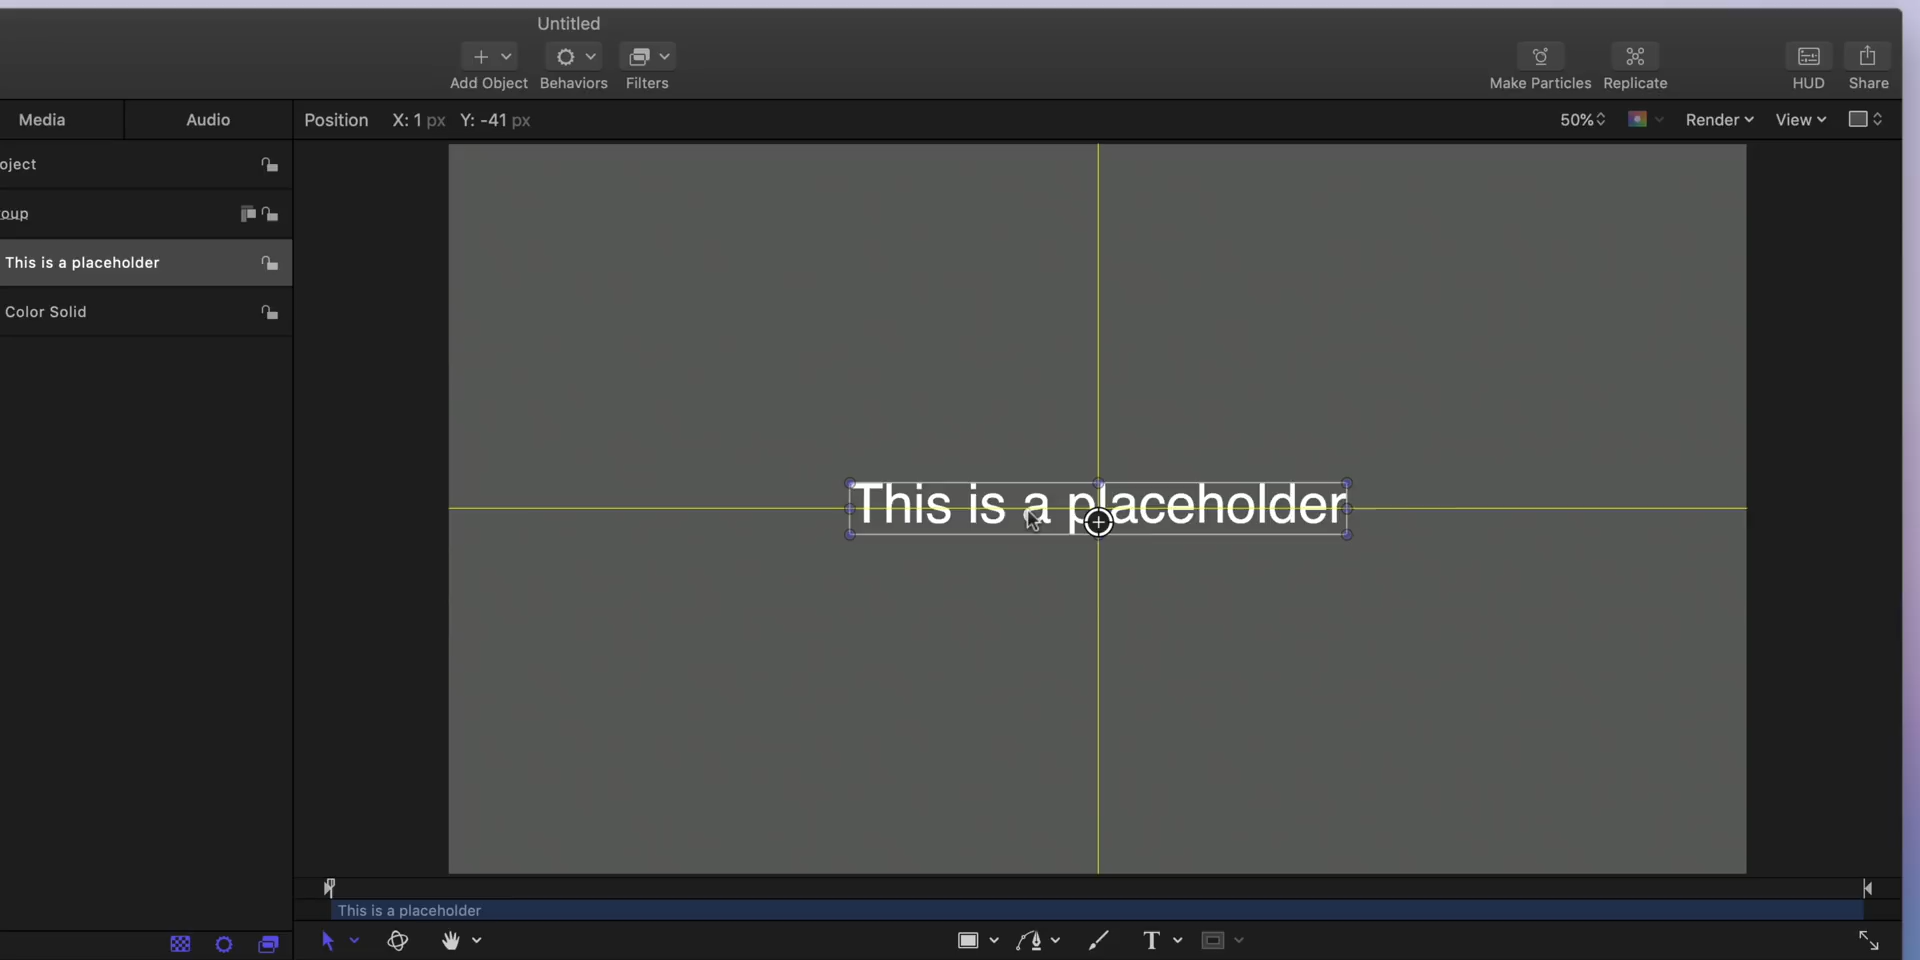 Untitled
Add Object
Behaviors
Filters
Make Particles
Replicate
HUD
Share
Media
Audio
Position X: 1 px Y: -41 px
50%
Render
View
oject
oup
This is a placeholder
Color Solid
This is a placeholder
This is a placeholder
T